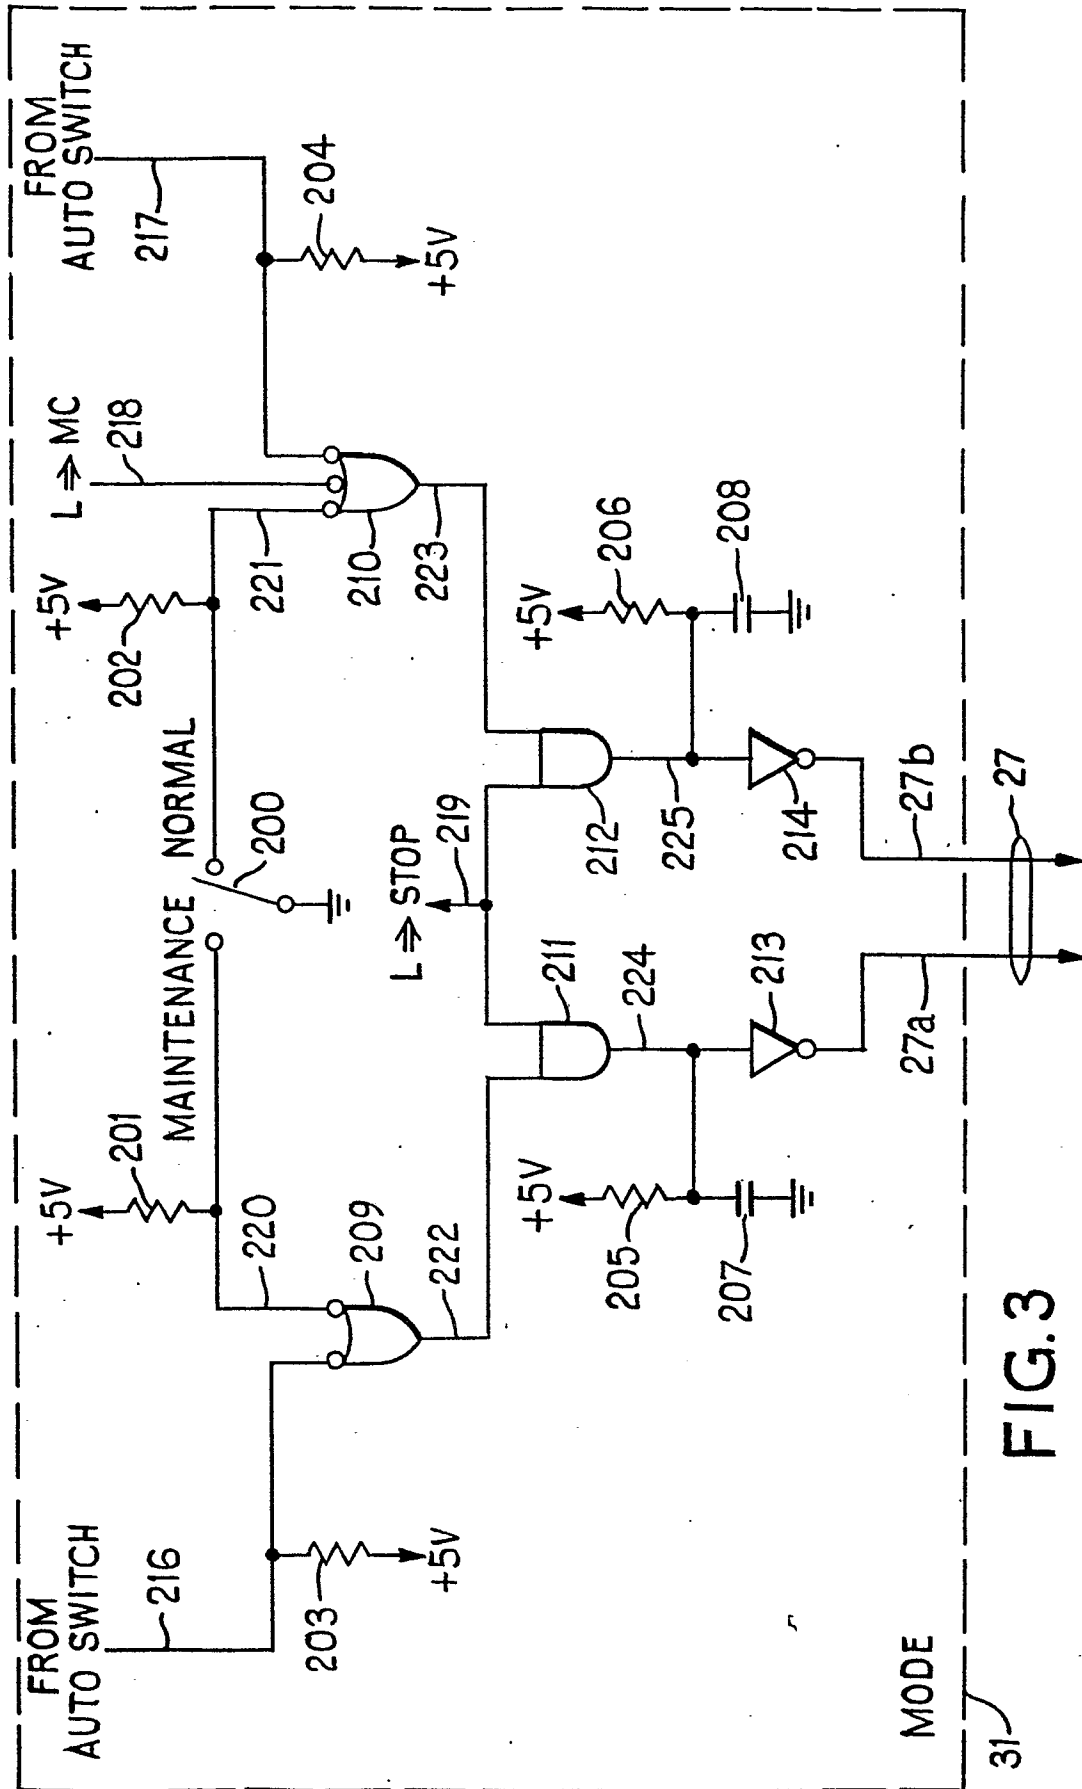 FROM
AUTO SWITCH
217
204
+5V
L ⇒ MC
218
+5V
202
221
210
223
MAINTENANCE NORMAL
200
+5V
201
220
209
222
FROM
AUTO SWITCH
216
203
+5V
L ⇒ STOP
219
212
211
+5V
206
208
225
214
27b
27
224
213
27a
+5V
205
207
MODE
31
FIG. 3